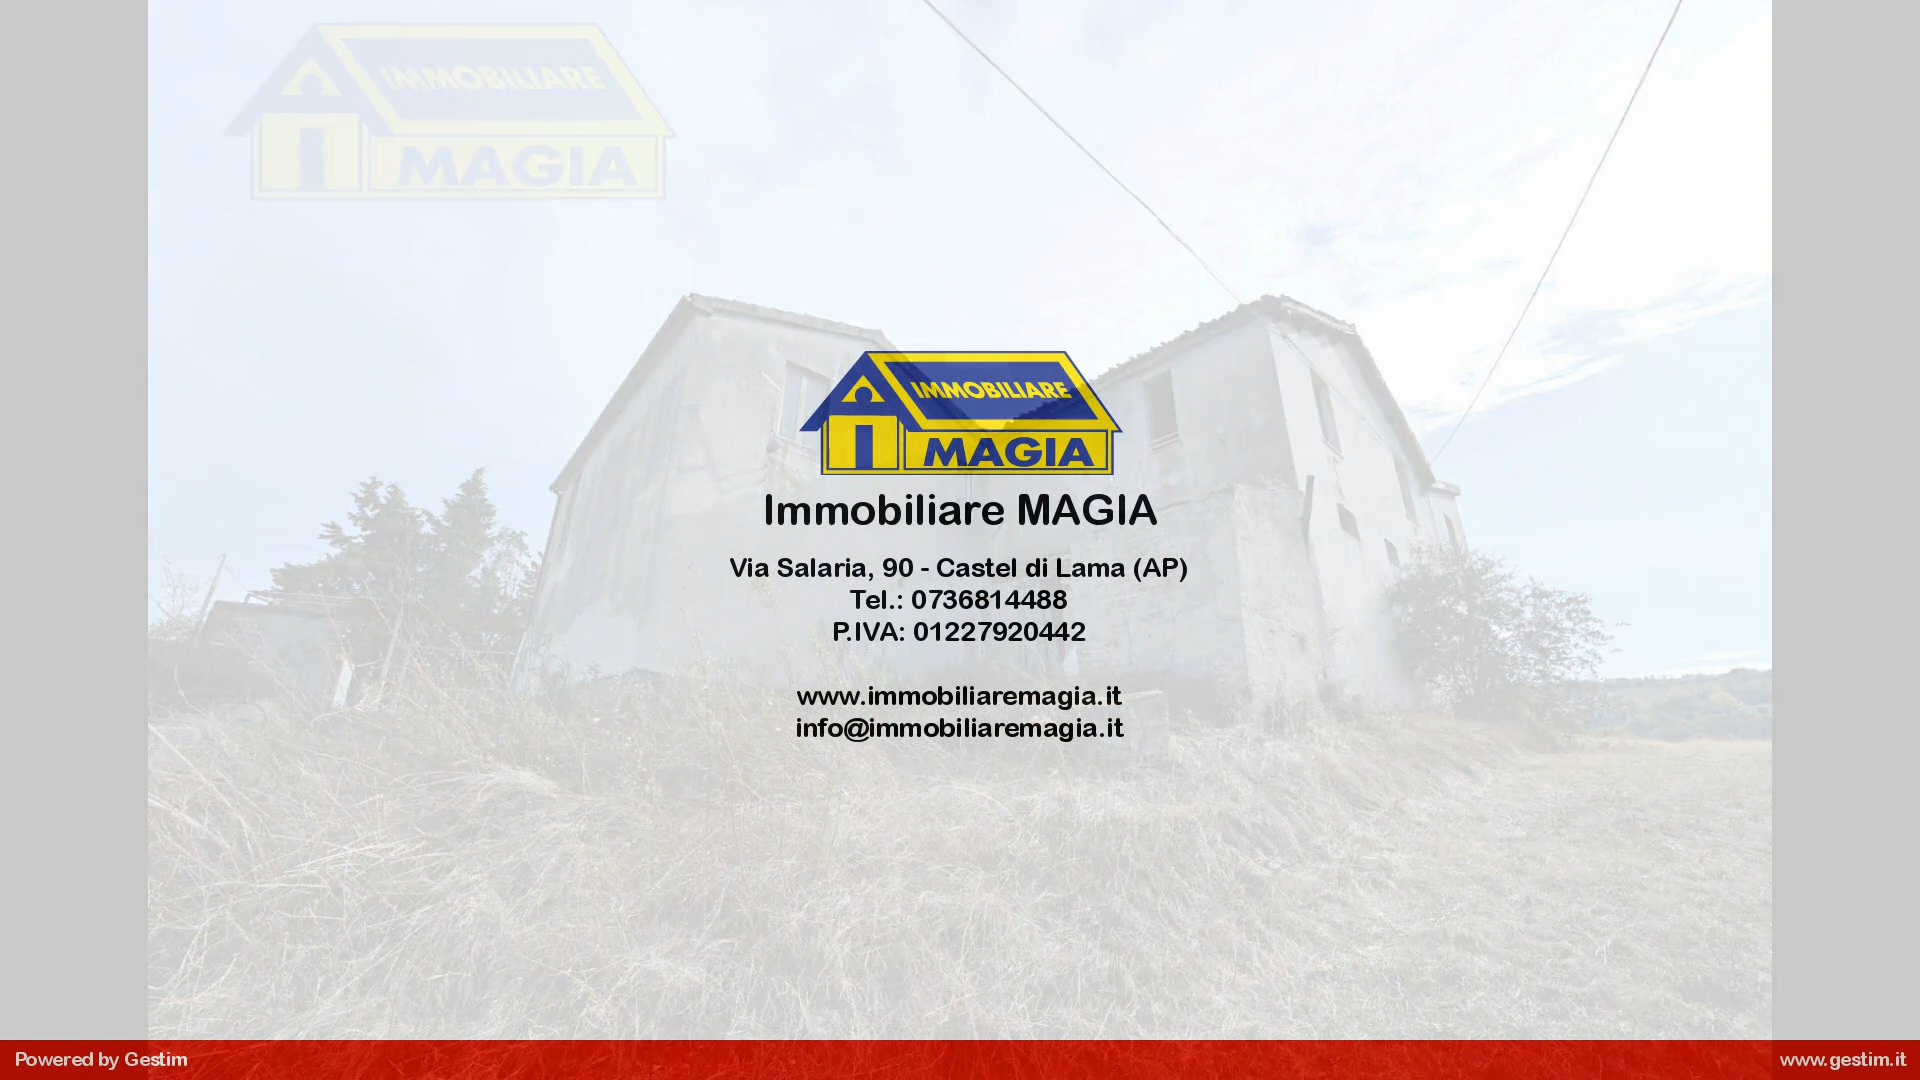 IMMOBILIARE
MAGIA
IMMOBILIARE
MAGIA
Immobiliare MAGIA
Via Salaria, 90 - Castel di Lama (AP)
Tel.: 0736814488
P.IVA: 01227920442
www.immobiliaremagia.it
info@immobiliaremagia.it
Powered by Gestim
www.gestim.it